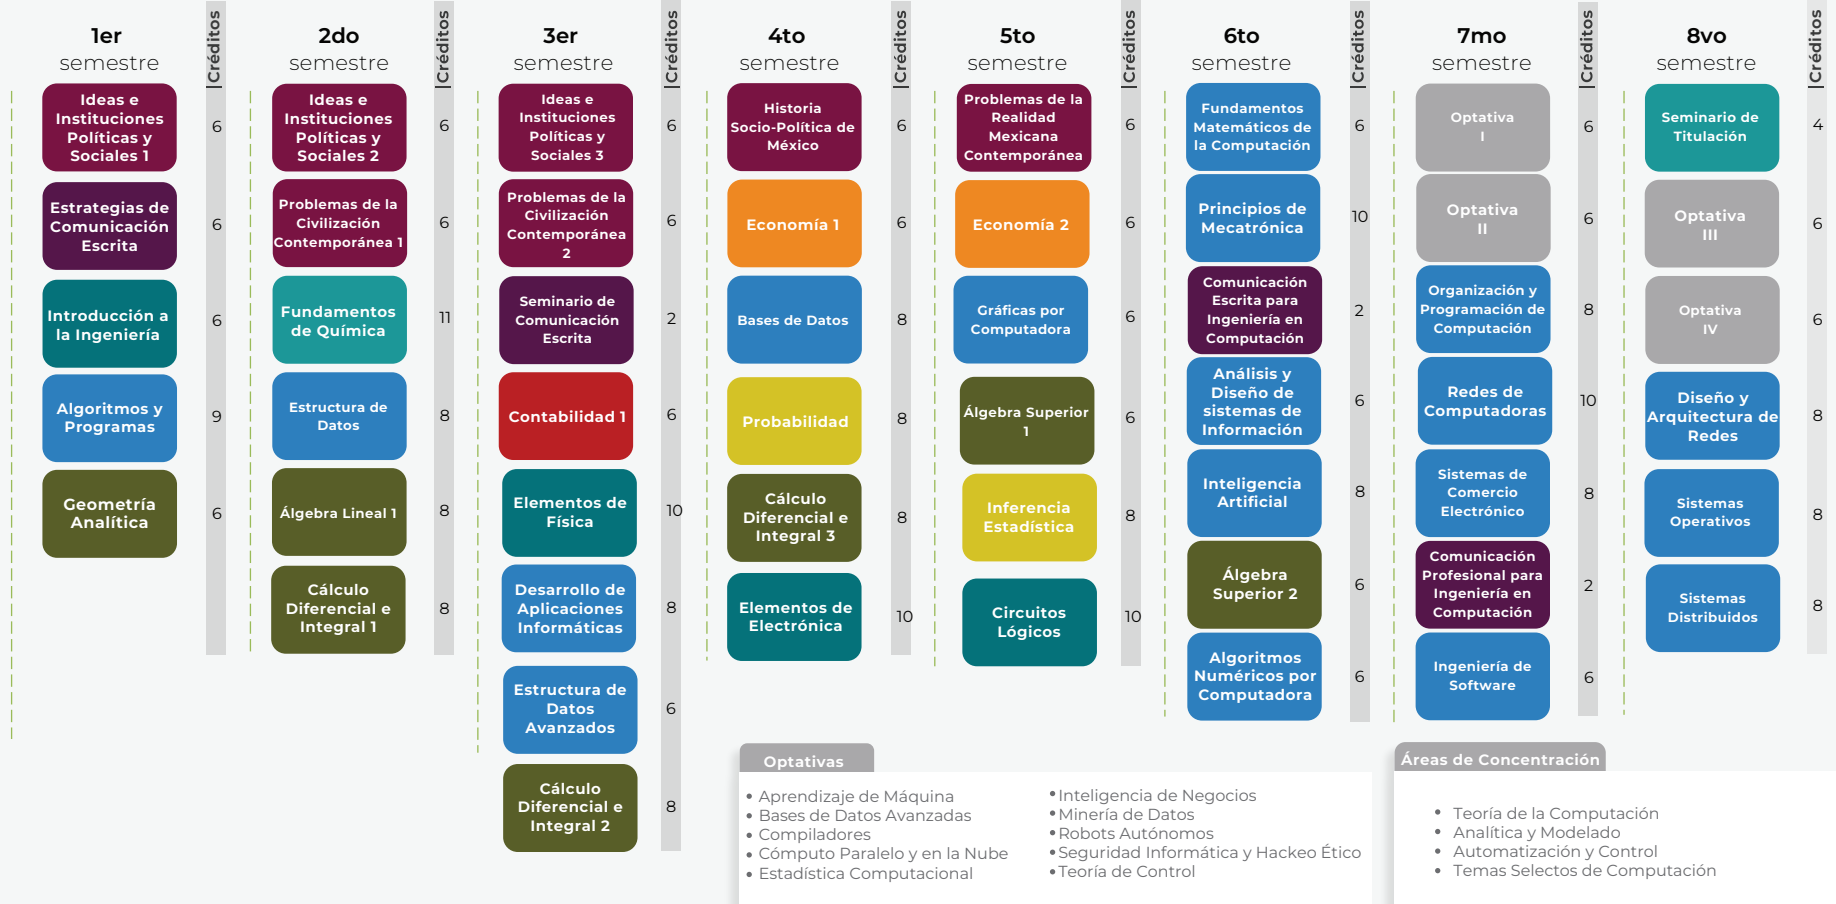 1er
semestre
Créditos
Ideas e
Instituciones
Políticas y
Sociales 1
6
Estrategias de
Comunicación
Escrita
6
Introducción a
la Ingeniería
6
Algoritmos y
Programas
9
Geometría
Analítica
6
2do
semestre
Créditos
Ideas e
Instituciones
Políticas y
Sociales 2
6
Problemas de la
Civilización
Contemporánea 1
6
Fundamentos
de Química
11
Estructura de
Datos
8
Álgebra Lineal 1
8
Cálculo
Diferencial e
Integral 1
8
3er
semestre
Créditos
Ideas e
Instituciones
Políticas y
Sociales 3
6
Problemas de la
Civilización
Contemporánea
2
6
Seminario de
Comunicación
Escrita
2
Contabilidad 1
6
Elementos de
Física
10
Desarrollo de
Aplicaciones
Informáticas
8
Estructura de
Datos
Avanzados
6
Cálculo
Diferencial e
Integral 2
8
4to
semestre
Créditos
Historia
Socio-Política de
México
6
Economía 1
6
Bases de Datos
8
Probabilidad
8
Cálculo
Diferencial e
Integral 3
8
Elementos de
Electrónica
10
5to
semestre
Créditos
Problemas de la
Realidad
Mexicana
Contemporánea
6
Economía 2
6
Gráficas por
Computadora
6
Álgebra Superior
1
6
Inferencia
Estadística
8
Circuitos
Lógicos
10
6to
semestre
Créditos
Fundamentos
Matemáticos de
la Computación
6
Principios de
Mecatrónica
10
Comunicación
Escrita para
Ingeniería en
Computación
2
Análisis y
Diseño de
sistemas de
Información
6
Inteligencia
Artificial
8
Álgebra
Superior 2
6
Algoritmos
Numéricos por
Computadora
6
7mo
semestre
Créditos
Optativa
I
6
Optativa
II
6
Organización y
Programación de
Computación
8
Redes de
Computadoras
10
Sistemas de
Comercio
Electrónico
8
Comunicación
Profesional para
Ingeniería en
Computación
2
Ingeniería de
Software
6
8vo
semestre
Créditos
Seminario de
Titulación
4
Optativa
III
6
Optativa
IV
6
Diseño y
Arquitectura de
Redes
8
Sistemas
Operativos
8
Sistemas
Distribuidos
8
Optativas
• Aprendizaje de Máquina
• Bases de Datos Avanzadas
• Compiladores
• Cómputo Paralelo y en la Nube
• Estadística Computacional
• Inteligencia de Negocios
• Minería de Datos
• Robots Autónomos
• Seguridad Informática y Hackeo Ético
• Teoría de Control
Áreas de Concentración
• Teoría de la Computación
• Analítica y Modelado
• Automatización y Control
• Temas Selectos de Computación